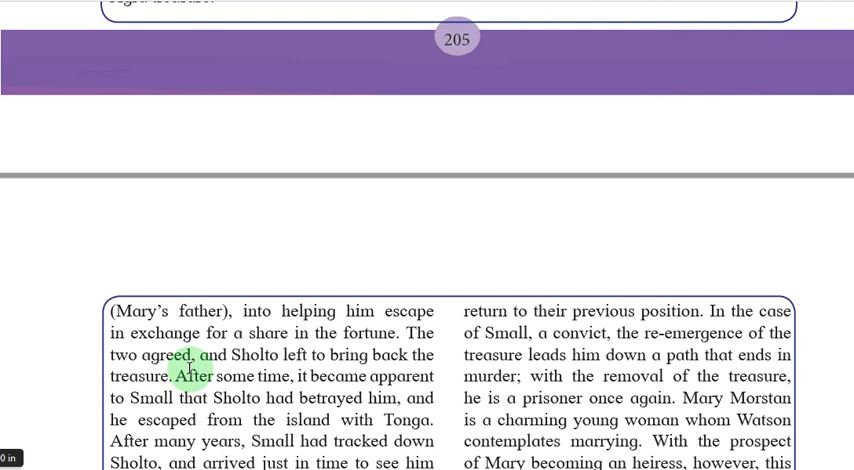 205
(Mary’s father), into helping him escape
in exchange for a share in the fortune. The
two agreed, and Sholto left to bring back the
treasure. After some time, it became apparent
to Small that Sholto had betrayed him, and
he escaped from the island with Tonga.
After many years, Small had tracked down
Sholto, and arrived just in time to see him
return to their previous position. In the case
of Small, a convict, the re-emergence of the
treasure leads him down a path that ends in
murder; with the removal of the treasure,
he is a prisoner once again. Mary Morstan
is a charming young woman whom Watson
contemplates marrying. With the prospect
of Mary becoming an heiress, however, this
0 in